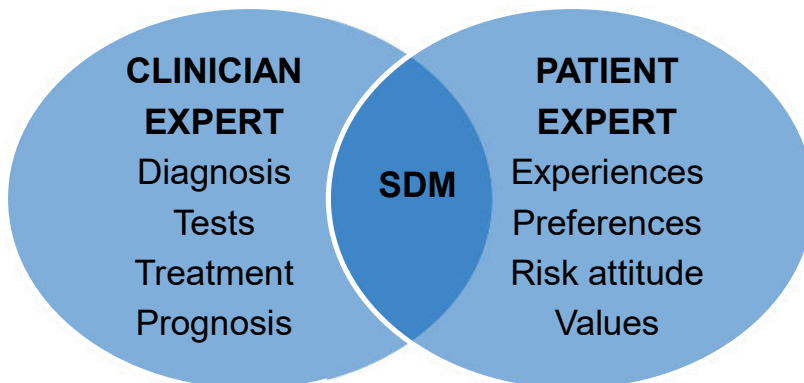 CLINICIAN
EXPERT
Diagnosis
Tests
Treatment
Prognosis
SDM
PATIENT
EXPERT
Experiences
Preferences
Risk attitude
Values